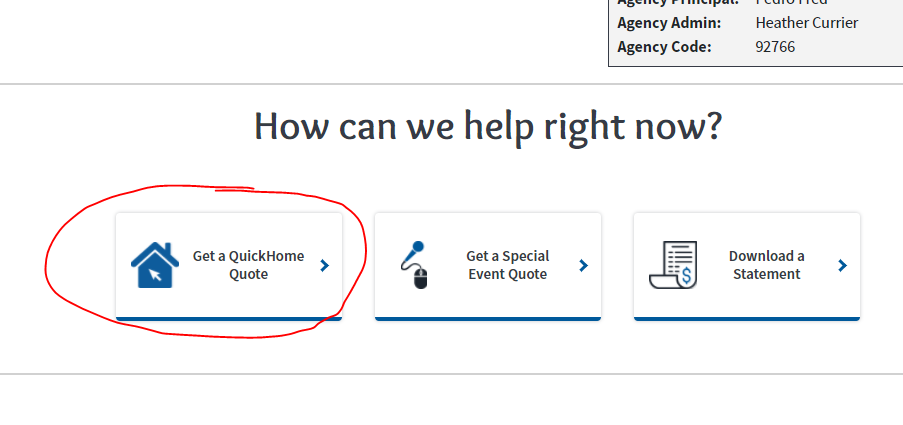 Agency Principal: Pedro Fred
Agency Admin: Heather Currier
Agency Code: 92766
How can we help right now?
Get a QuickHome
Quote
Get a Special
Event Quote
Download a
Statement
$